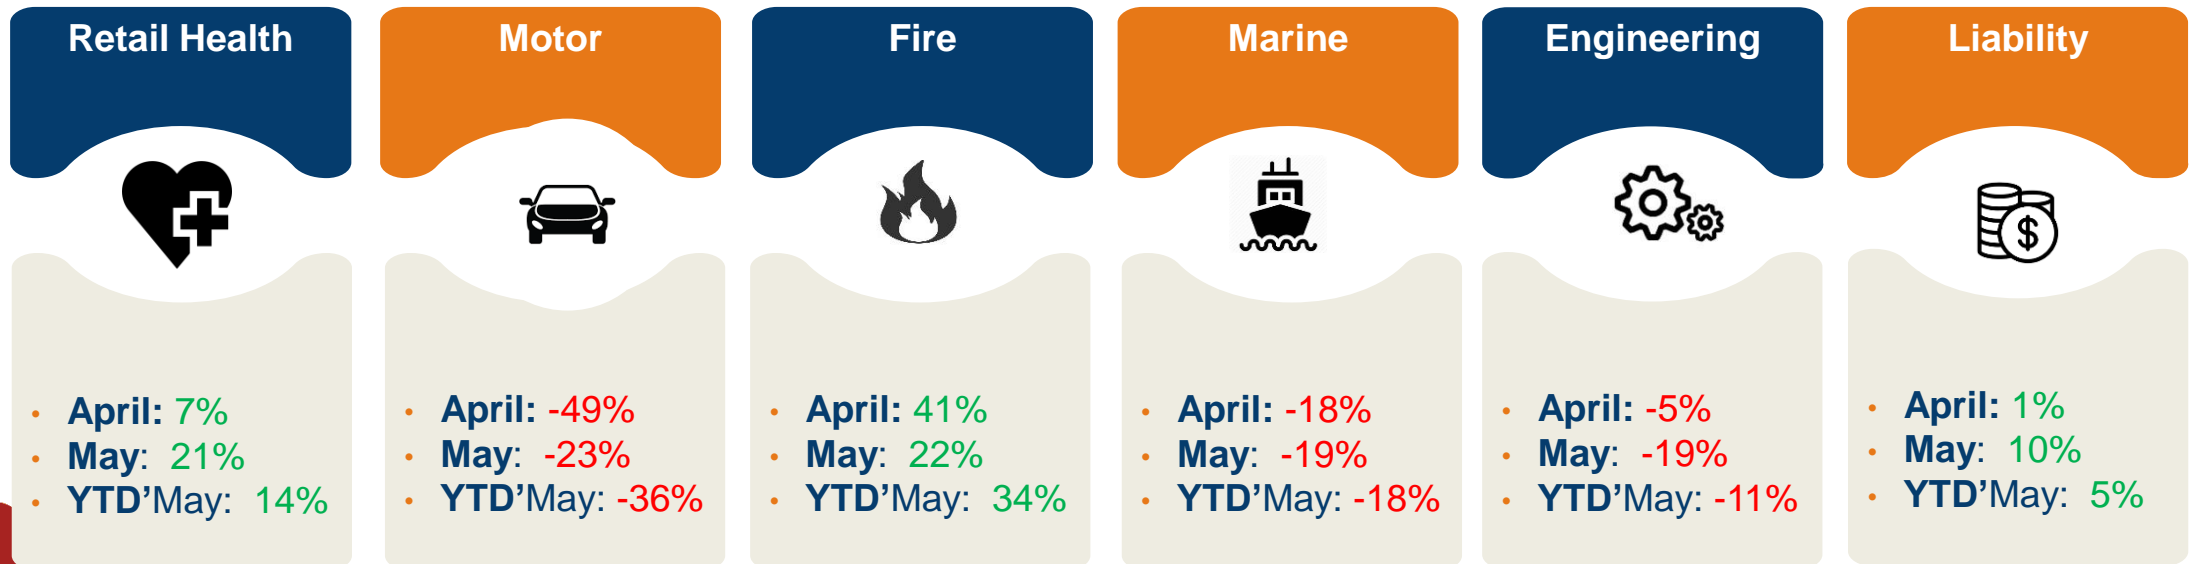 Retail Health
• April: 7%
• May: 21%
• YTD'May: 14%
Motor
• April: -49%
• May: -23%
• YTD'May: -36%
Fire
• April: 41%
• May: 22%
• YTD'May: 34%
Marine
• April: -18%
• May: -19%
• YTD'May: -18%
Engineering
• April: -5%
• May: -19%
• YTD'May: -11%
Liability
$
• April: 1%
• May: 10%
• YTD'May: 5%